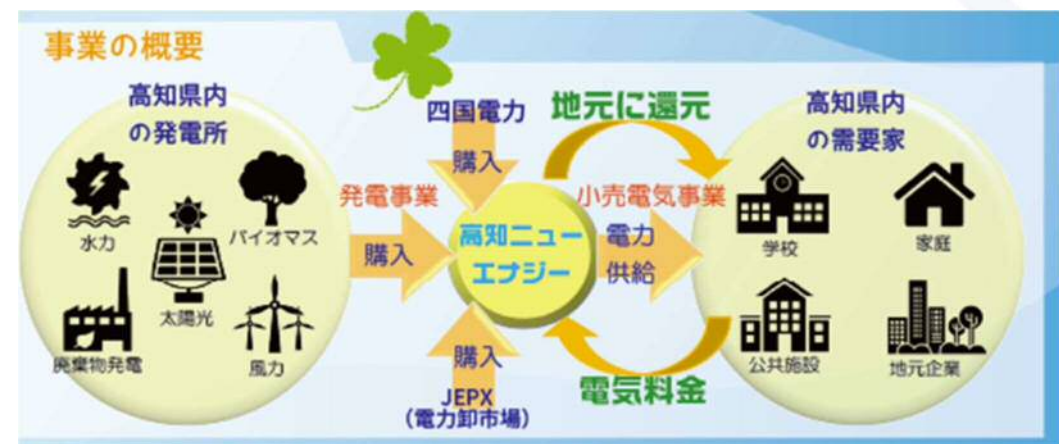 事業の概要
高知県内
の発電所
水力
バイオマス
太陽光
廃棄物発電
風力
四国電力
購入
発電事業
購入
高知ニュー
エナジー
購入
JEPX
(電力卸市場)
地元に還元
小売電気事業
電力
供給
電気料金
高知県内
の需要家
学校
家庭
公共施設
地元企業